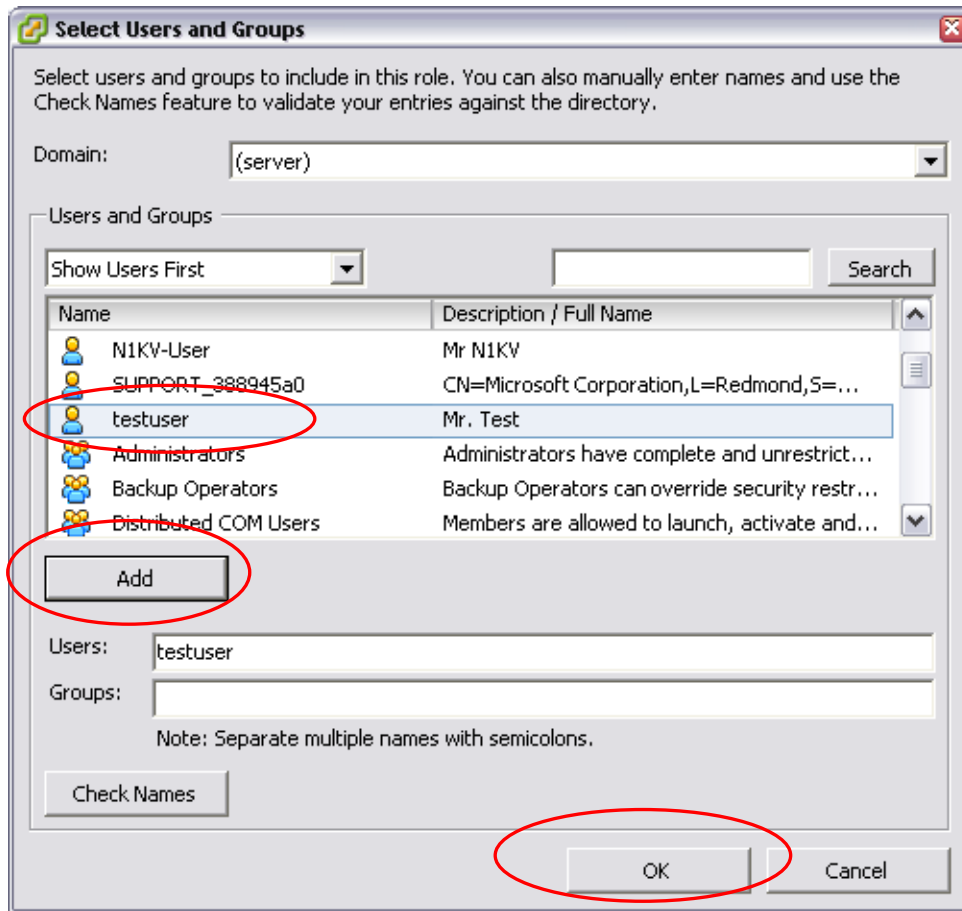 Select Users and Groups
Select users and groups to include in this role. You can also manually enter names and use the
Check Names feature to validate your entries against the directory.
Domain: (server)
Users and Groups
Show Users First Search
Name Description / Full Name
N1KV-User Mr N1KV
SUPPORT_388945a0 CN=Microsoft Corporation,L=Redmond,S=...
testuser Mr. Test
Administrators Administrators have complete and unrestrict...
Backup Operators Backup Operators can override security restr...
Distributed COM Users Members are allowed to launch, activate and...
Add
Users: testuser
Groups:
Note: Separate multiple names with semicolons.
Check Names
OK Cancel